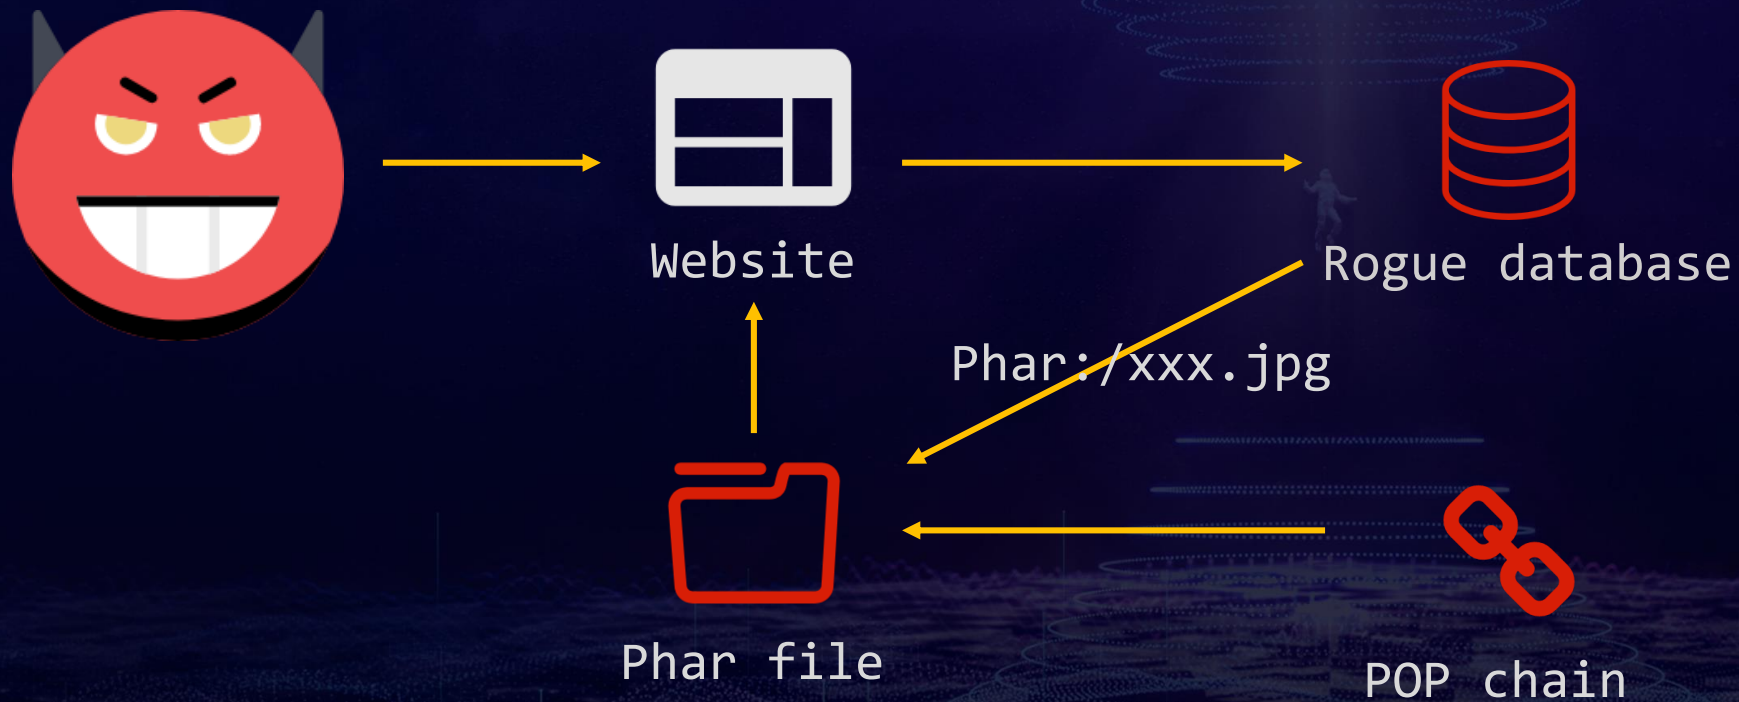 Website
Rogue database
Phar:/xxx.jpg
Phar file
POP chain